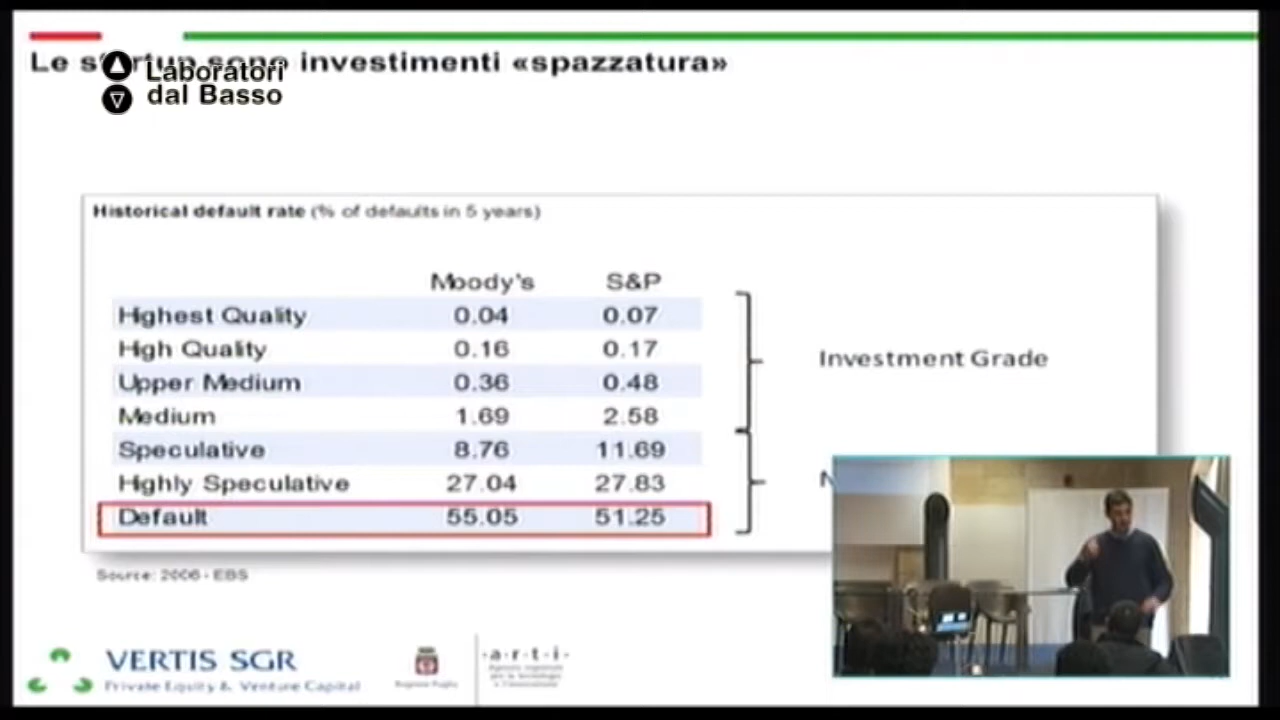 Le startup sono investimenti «spazzatura»
Laboratori
dal Basso
Historical default rate (% of defaults in 5 years)
Moody's S&P
Highest Quality 0.04 0.07
High Quality 0.16 0.17
Upper Medium 0.36 0.48
Medium 1.69 2.58
Speculative 8.76 11.69
Highly Speculative 27.04 27.83
Default 55.05 51.25
Investment Grade
N
Source: 2006 - EBS
VERTIS SGR
Private Equity & Venture Capital
Regione Puglia
·a·r·t·i·